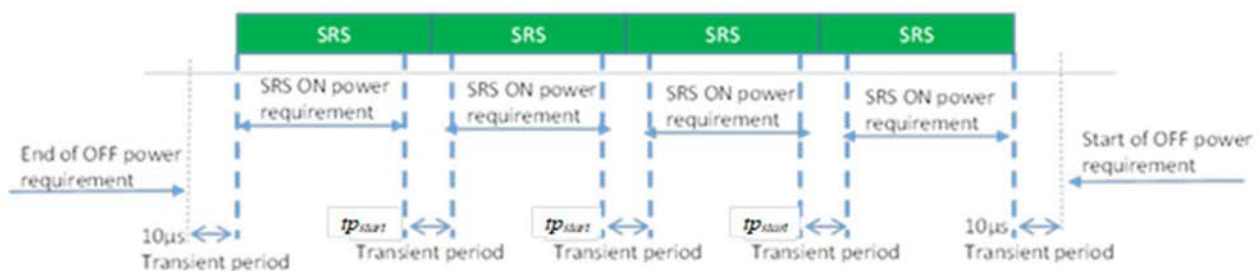 SRS SRS SRS SRS
SRS ON power
requirement
SRS ON power
requirement
SRS ON power
requirement
SRS ON power
requirement
End of OFF power
requirement
Start of OFF power
requirement
10µs
Transient period
tpstart
Transient period
tpstart
Transient period
tpstart
Transient period
10µs
Transient period